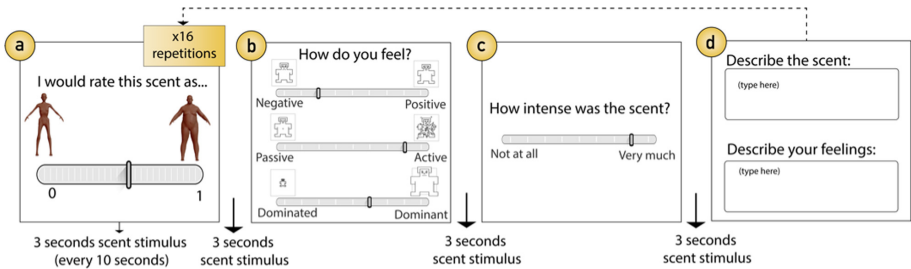 x16
repetitions
a
I would rate this scent as...
0
1
3 seconds scent stimulus
(every 10 seconds)
b
How do you feel?
Negative
Positive
Passive
Active
Dominated
Dominant
3 seconds
scent stimulus
c
How intense was the scent?
Not at all
Very much
3 seconds
scent stimulus
d
Describe the scent:
(type here)
Describe your feelings:
(type here)
3 seconds
scent stimulus